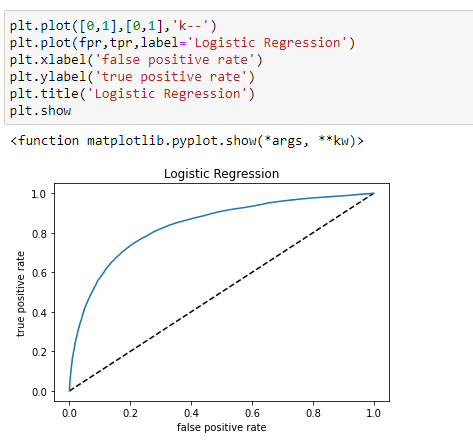 plt.plot([0,1],[0,1],'k--')
plt.plot(fpr,tpr,label='Logistic Regression')
plt.xlabel('false positive rate')
plt.ylabel('true positive rate')
plt.title('Logistic Regression')
plt.show
<function matplotlib.pyplot.show(*args, **kw)>
Logistic Regression
1.0
0.8
0.6
0.4
0.2
0.0
true positive rate
0.0 0.2 0.4 0.6 0.8 1.0
false positive rate